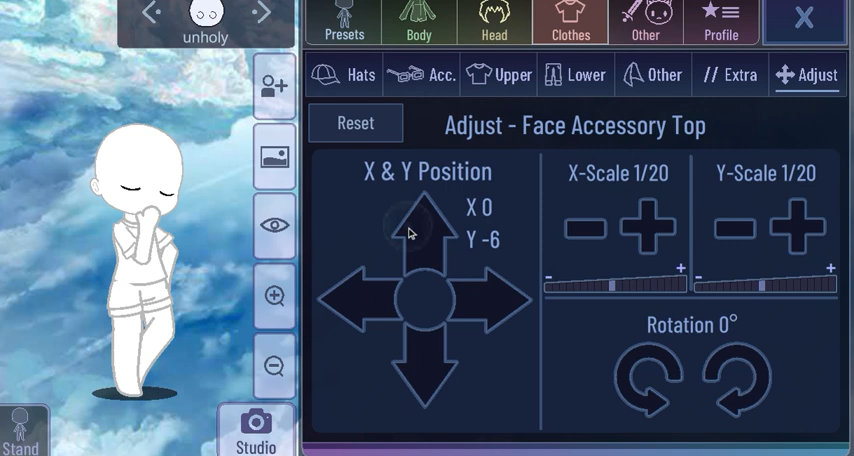 unholy
Presets
Body
Head
Clothes
Other
Profile
X
Hats
Acc.
Upper
Lower
Other
Extra
Adjust
Reset
Adjust - Face Accessory Top
X & Y Position
X 0
Y -6
X-Scale 1/20
- +
Y-Scale 1/20
- +
Rotation 0°
Stand
Studio